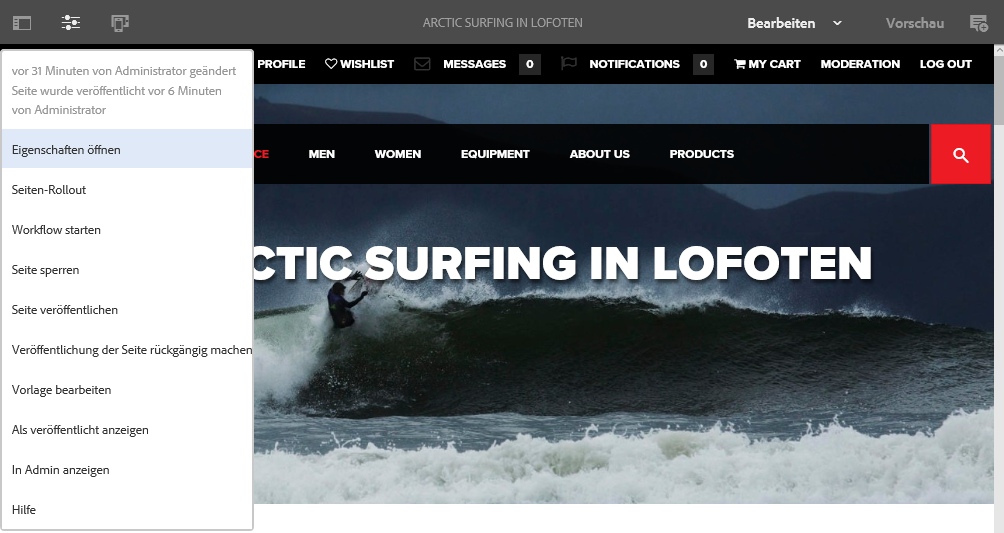 ARCTIC SURFING IN LOFOTEN
Bearbeiten
Vorschau
PROFILE WISHLIST MESSAGES 0 NOTIFICATIONS 0 MY CART MODERATION LOG OUT
vor 31 Minuten von Administrator geändert
Seite wurde veröffentlicht vor 6 Minuten
von Administrator
CE MEN WOMEN EQUIPMENT ABOUT US PRODUCTS
CTIC SURFING IN LOFOTEN
Eigenschaften öffnen
Seiten-Rollout
Workflow starten
Seite sperren
Seite veröffentlichen
Veröffentlichung der Seite rückgängig machen
Vorlage bearbeiten
Als veröffentlicht anzeigen
In Admin anzeigen
Hilfe